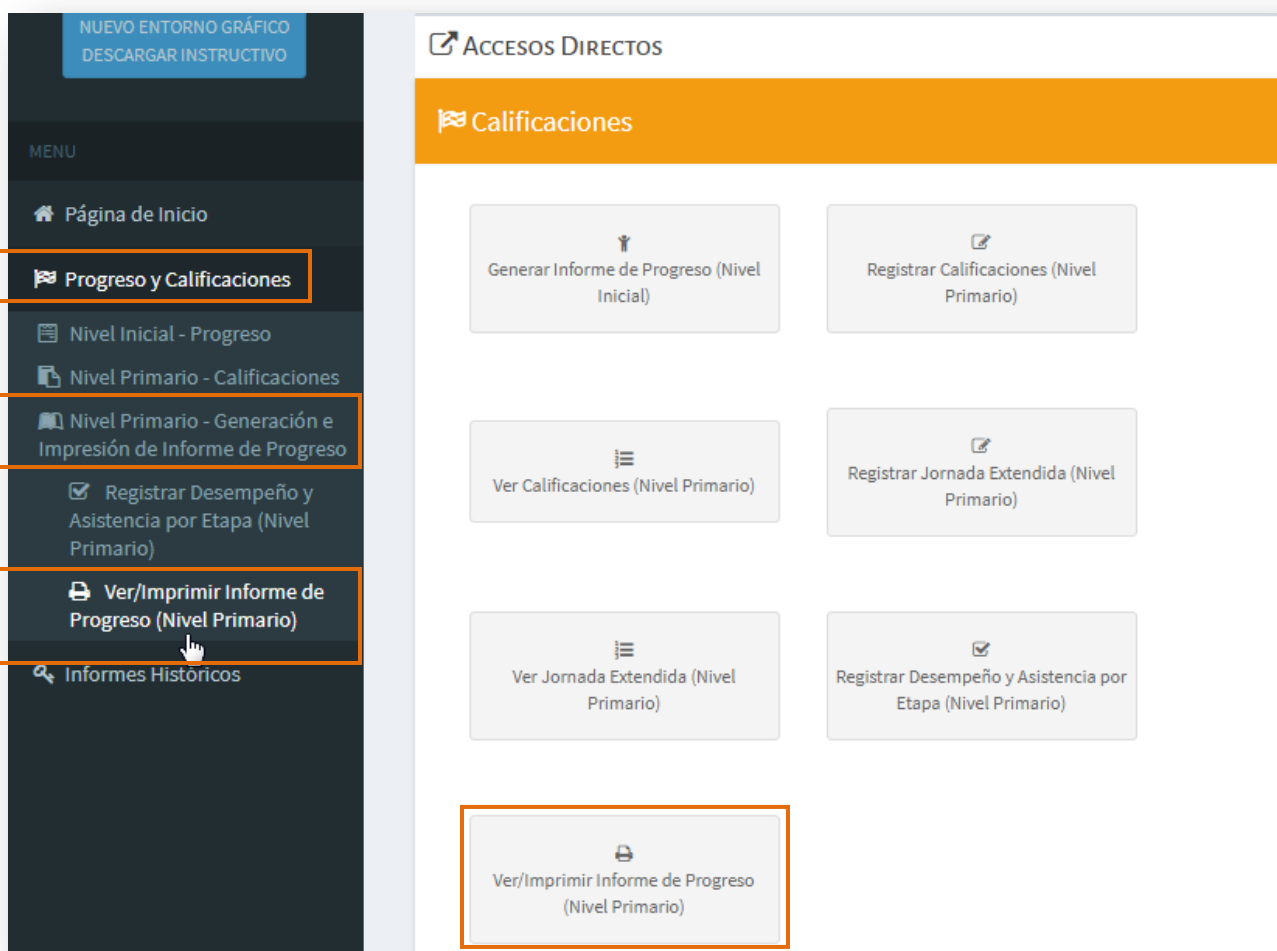 NUEVO ENTORNO GRÁFICO
DESCARGAR INSTRUCTIVO
MENU
Página de Inicio
Progreso y Calificaciones
Nivel Inicial - Progreso
Nivel Primario - Calificaciones
Nivel Primario - Generación e
Impresión de Informe de Progreso
Registrar Desempeño y
Asistencia por Etapa (Nivel
Primario)
Ver/Imprimir Informe de
Progreso (Nivel Primario)
Informes Históricos
Accesos Directos
Calificaciones
Generar Informe de Progreso (Nivel
Inicial)
Registrar Calificaciones (Nivel
Primario)
Ver Calificaciones (Nivel Primario)
Registrar Jornada Extendida (Nivel
Primario)
Ver Jornada Extendida (Nivel
Primario)
Registrar Desempeño y Asistencia por
Etapa (Nivel Primario)
Ver/Imprimir Informe de Progreso
(Nivel Primario)